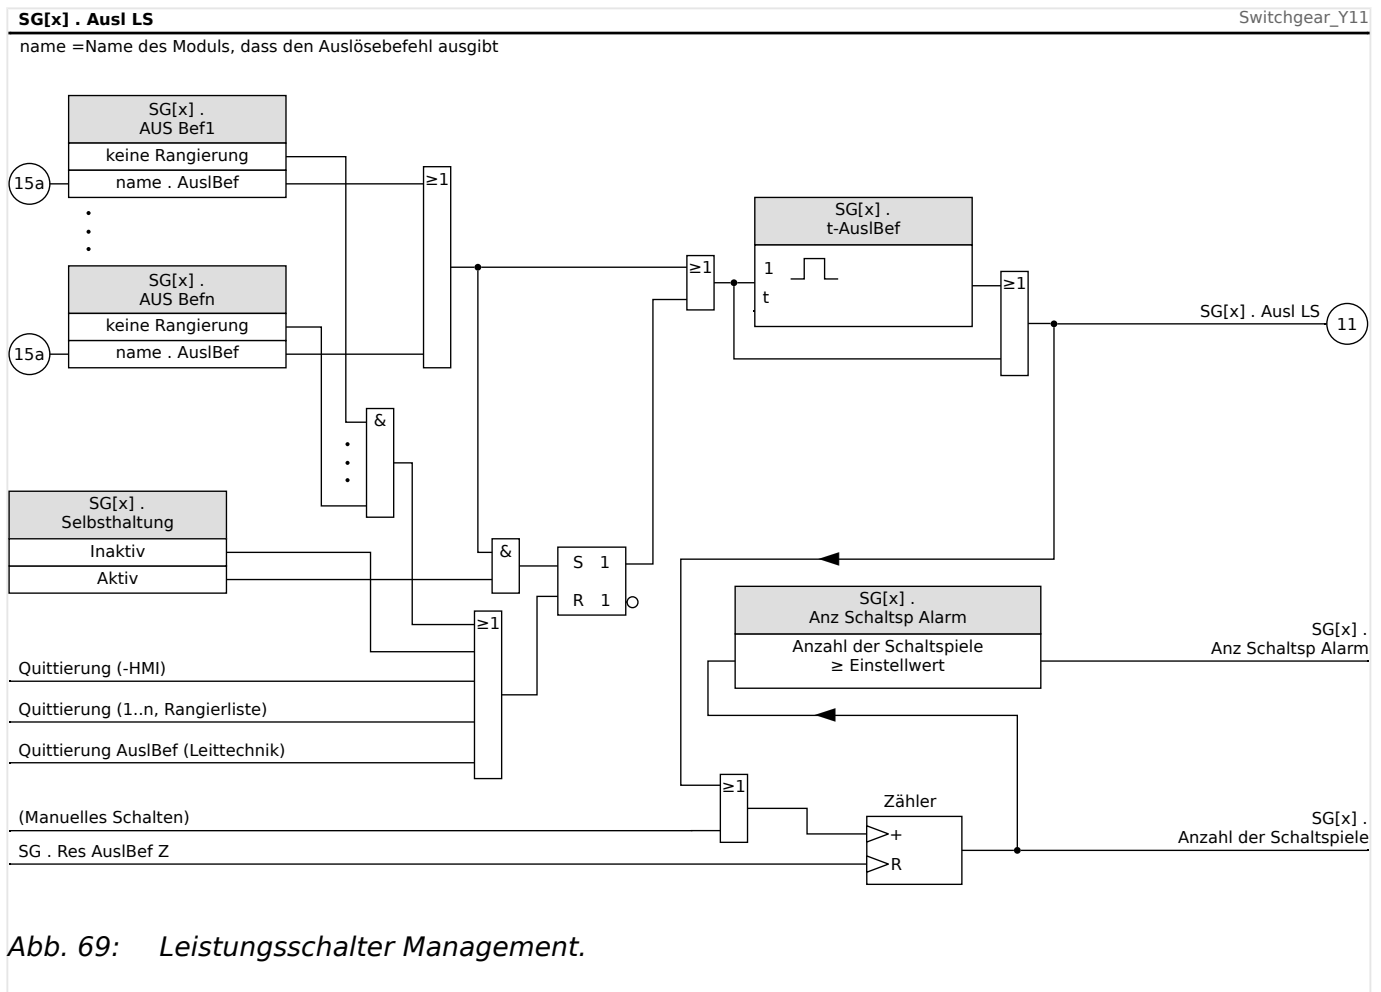 SG[x] . Ausl LS
Switchgear_Y11
name =Name des Moduls, dass den Auslösebefehl ausgibt
SG[x] .
AUS Bef1
keine Rangierung
15a
name . AuslBef
≥1
SG[x] .
AUS Befn
keine Rangierung
15a
name . AuslBef
≥1
SG[x] .
t-AuslBef
1
t
≥1
SG[x] . Ausl LS
11
&
SG[x] .
Selbsthaltung
Inaktiv
Aktiv
&
S 1
R 1
≥1
Quittierung (-HMI)
Quittierung (1..n, Rangierliste)
Quittierung AuslBef (Leittechnik)
SG[x] .
Anz Schaltsp Alarm
Anzahl der Schaltspiele
≥ Einstellwert
SG[x] .
Anz Schaltsp Alarm
≥1
(Manuelles Schalten)
SG . Res AuslBef Z
Zähler
+
R
SG[x] .
Anzahl der Schaltspiele
Abb. 69: Leistungsschalter Management.